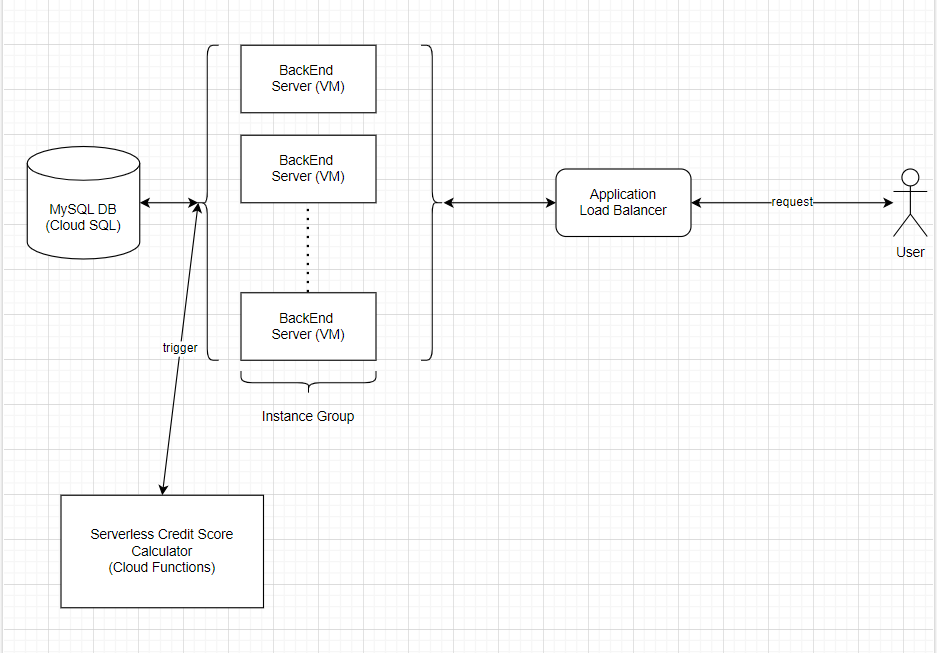 BackEnd
Server (VM)
BackEnd
Server (VM)
MySQL DB
(Cloud SQL)
Application
Load Balancer
request
User
BackEnd
Server (VM)
trigger
Instance Group
Serverless Credit Score
Calculator
(Cloud Functions)